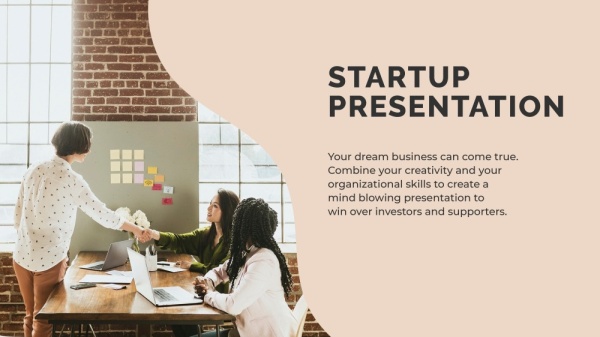 STARTUP
PRESENTATION
Your dream business can come true.
Combine your creativity and your
organizational skills to create a
mind blowing presentation to
win over investors and supporters.